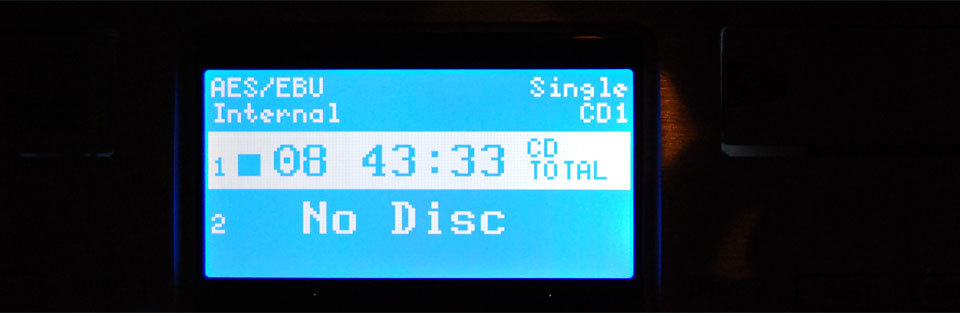 AES/EBU Single
Internal CD1
1 ■ 08 43:33 CD TOTAL
2 No Disc